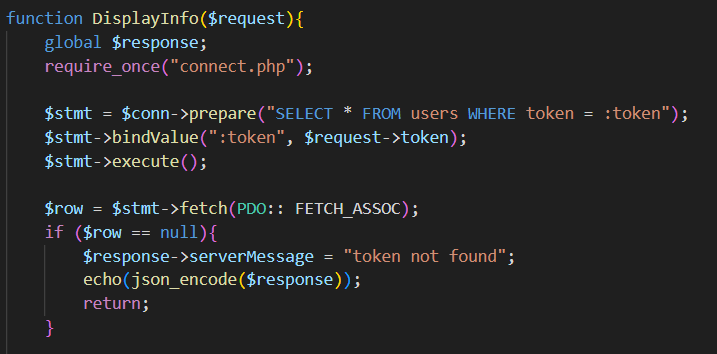 function DisplayInfo($request){
    global $response;
    require_once("connect.php");

    $stmt = $conn->prepare("SELECT * FROM users WHERE token = :token");
    $stmt->bindValue(":token", $request->token);
    $stmt->execute();

    $row = $stmt->fetch(PDO:: FETCH_ASSOC);
    if ($row == null){
        $response->serverMessage = "token not found";
        echo(json_encode($response));
        return;
    }